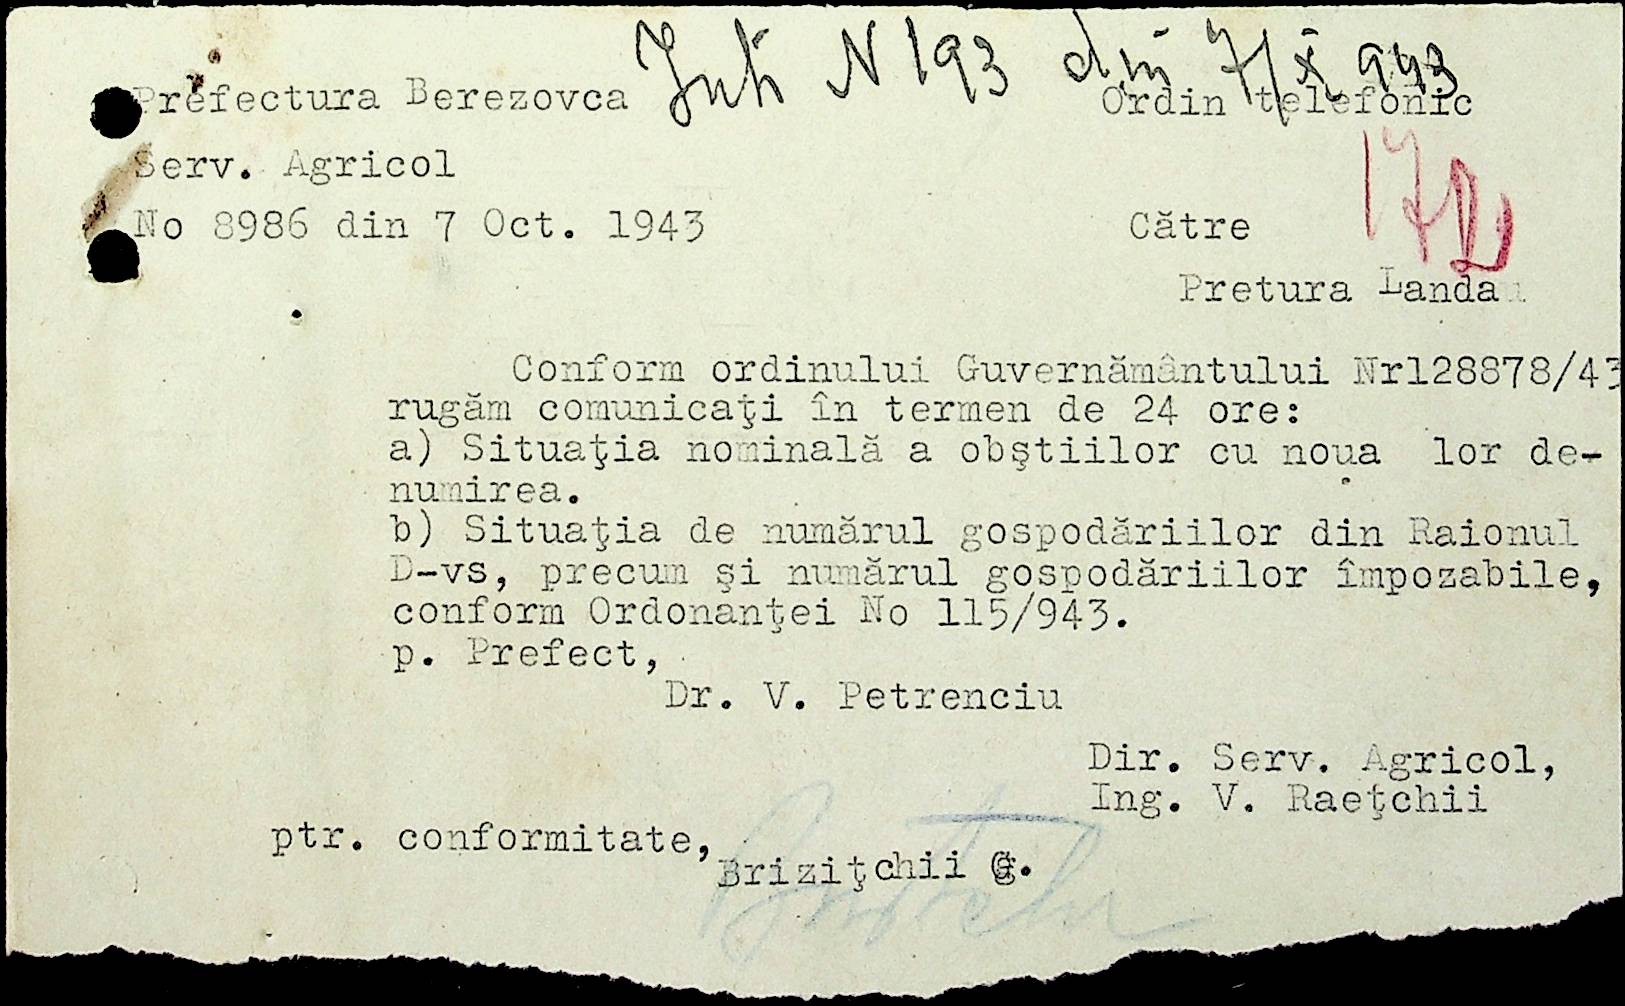 N 193 din 7/X 943
Prefectura Berezovca
Ordin telefonic
172
Serv. Agricol
No 8986 din 7 Oct. 1943
Către
Pretura Landau
Conform ordinului Guvernământului Nr128878/43
rugăm comunicaţi în termen de 24 ore:
a) Situaţia nominală a obştiilor cu noua lor de-
numirea.
b) Situaţia de numărul gospodăriilor din Raionul
D-vs, precum şi numărul gospodăriilor împozabile,
conform Ordonanţei No 115/943.
p. Prefect,
Dr. V. Petrenciu
Dir. Serv. Agricol,
Ing. V. Raeţchii
ptr. conformitate,
Briziţchii G.